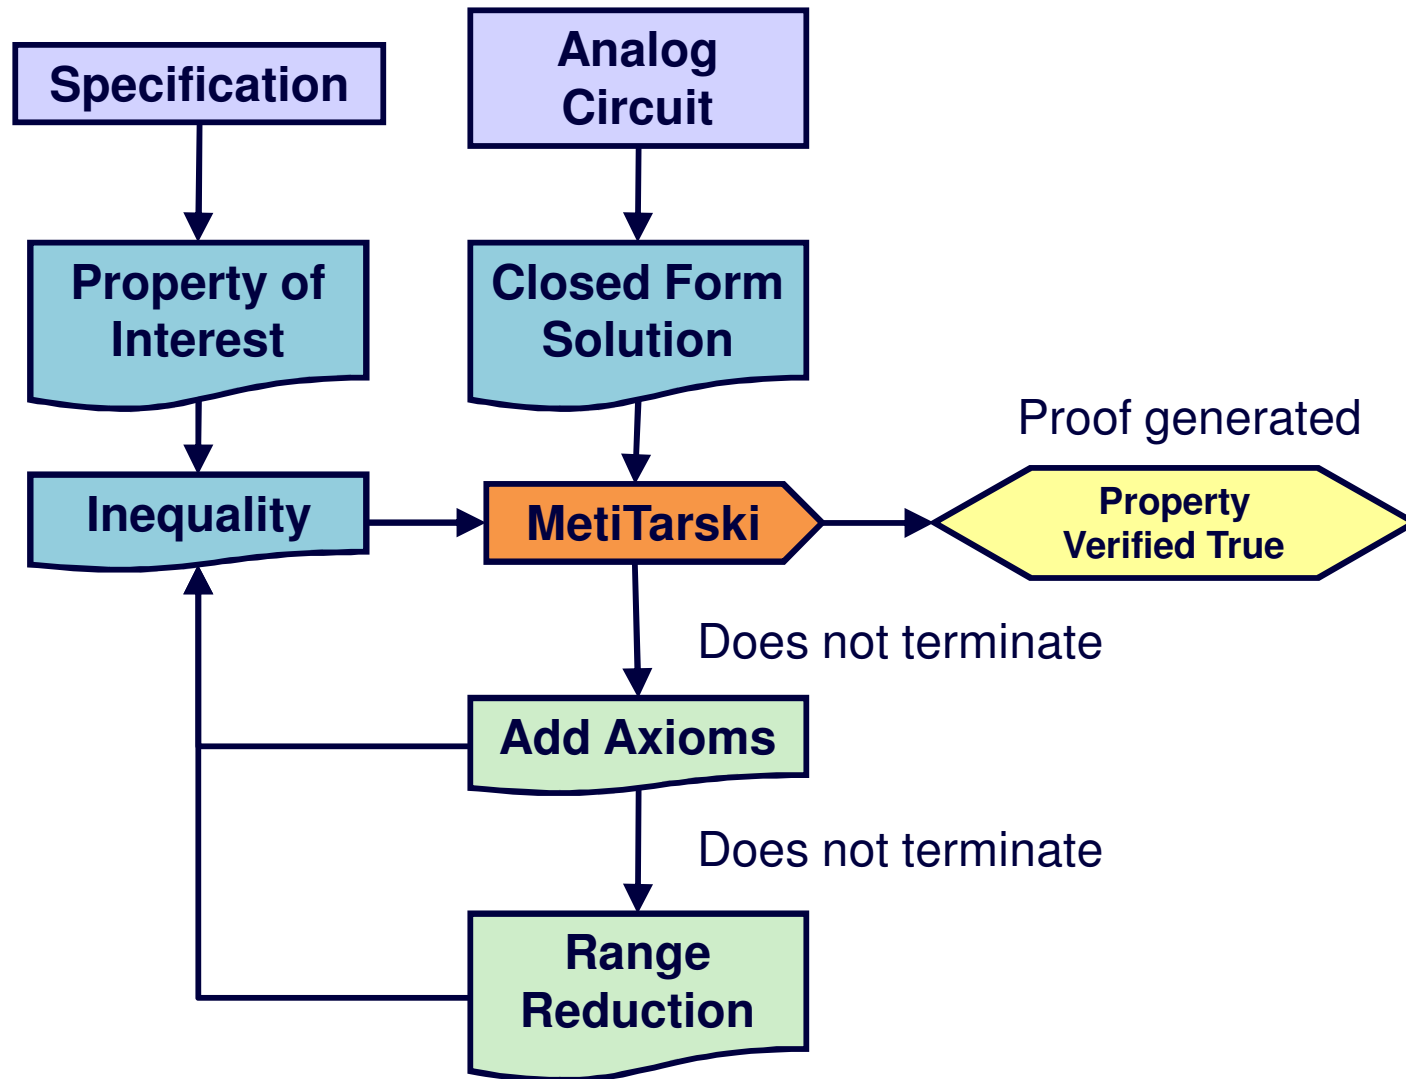 Specification
Analog
Circuit
Property of
Interest
Closed Form
Solution
Proof generated
Inequality
MetiTarski
Property
Verified True
Does not terminate
Add Axioms
Does not terminate
Range
Reduction